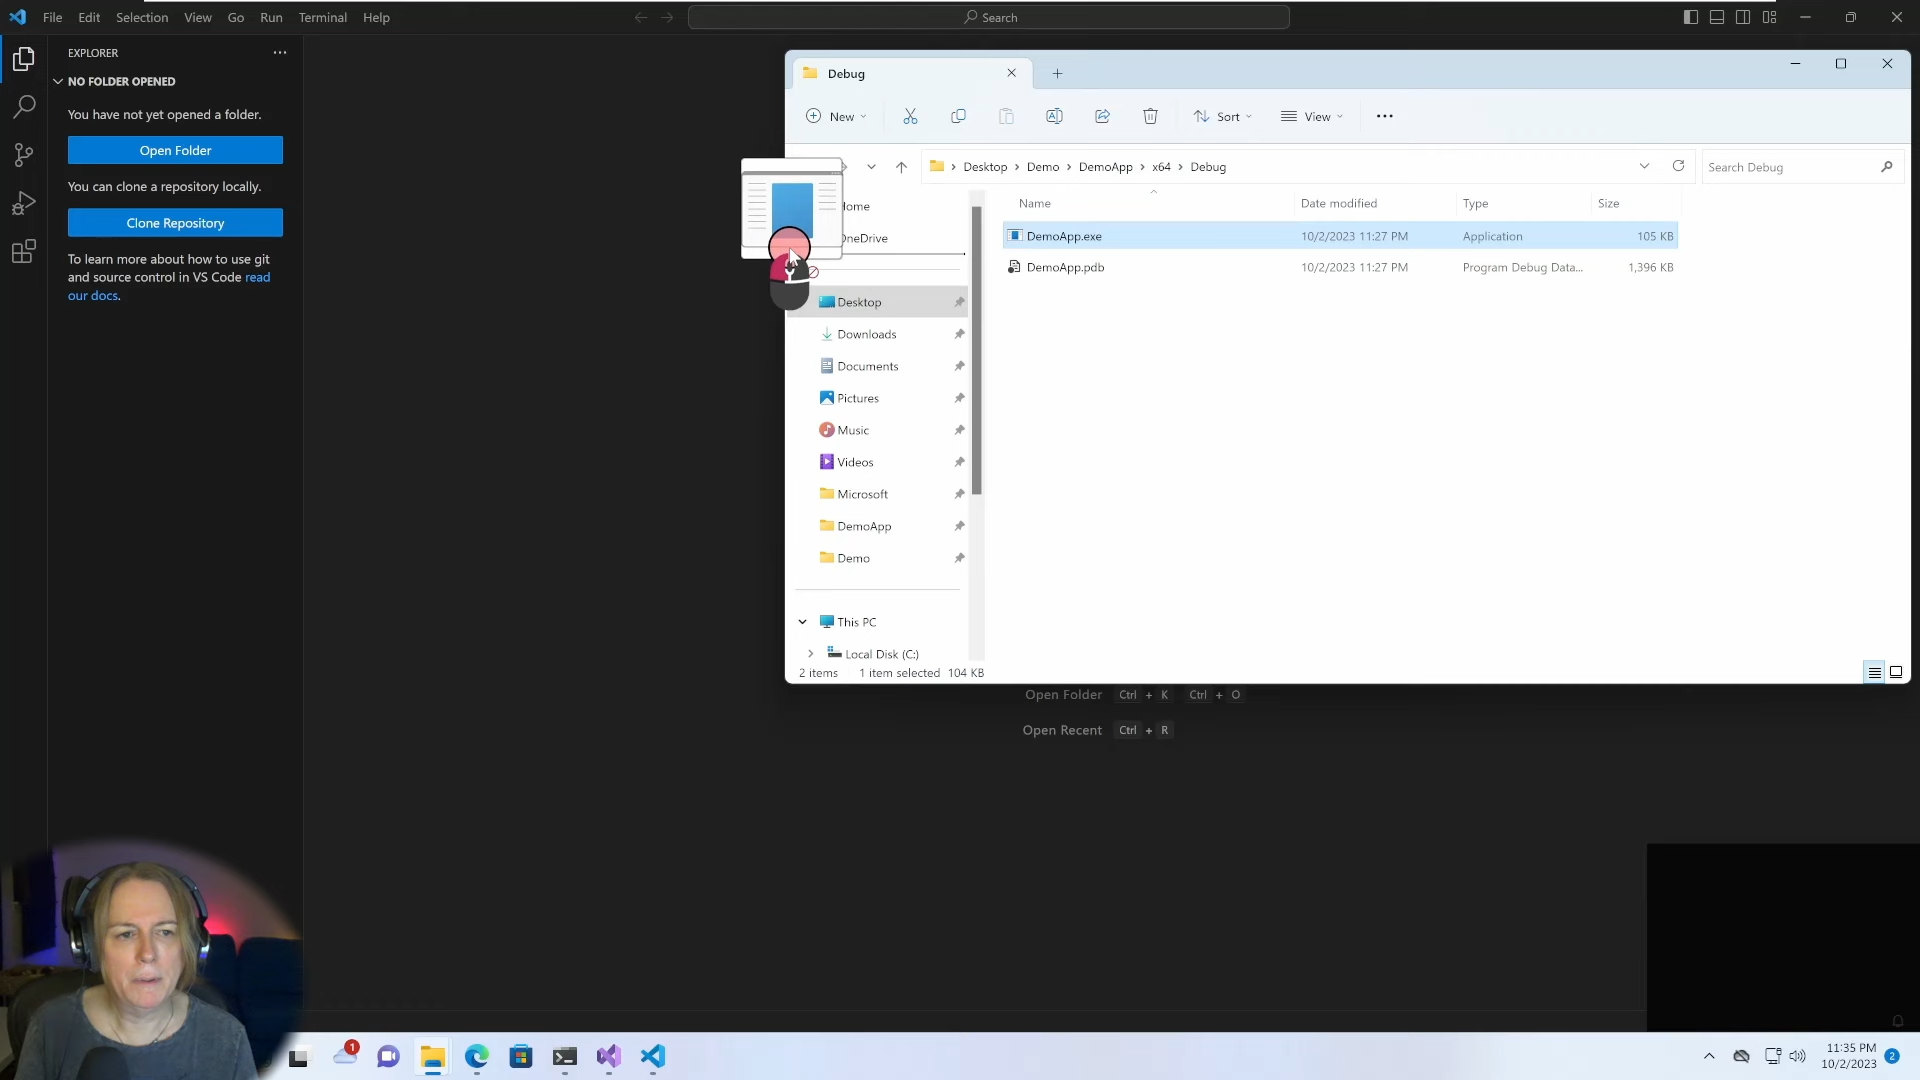 File Edit Selection View Go Run Terminal Help
Search
EXPLORER
NO FOLDER OPENED
You have not yet opened a folder.
Open Folder
You can clone a repository locally.
Clone Repository
To learn more about how to use git
and source control in VS Code read
our docs.
Debug
New
Sort
View
Desktop > Demo > DemoApp > x64 > Debug
Search Debug
Name Date modified Type Size
DemoApp.exe 10/2/2023 11:27 PM Application 105 KB
DemoApp.pdb 10/2/2023 11:27 PM Program Debug Data... 1,396 KB
Desktop
Downloads
Documents
Pictures
Music
Videos
Microsoft
DemoApp
Demo
This PC
Local Disk (C:)
2 items 1 item selected 104 KB
Open Folder Ctrl + K Ctrl + O
Open Recent Ctrl + R
1
11:35 PM
10/2/2023
2